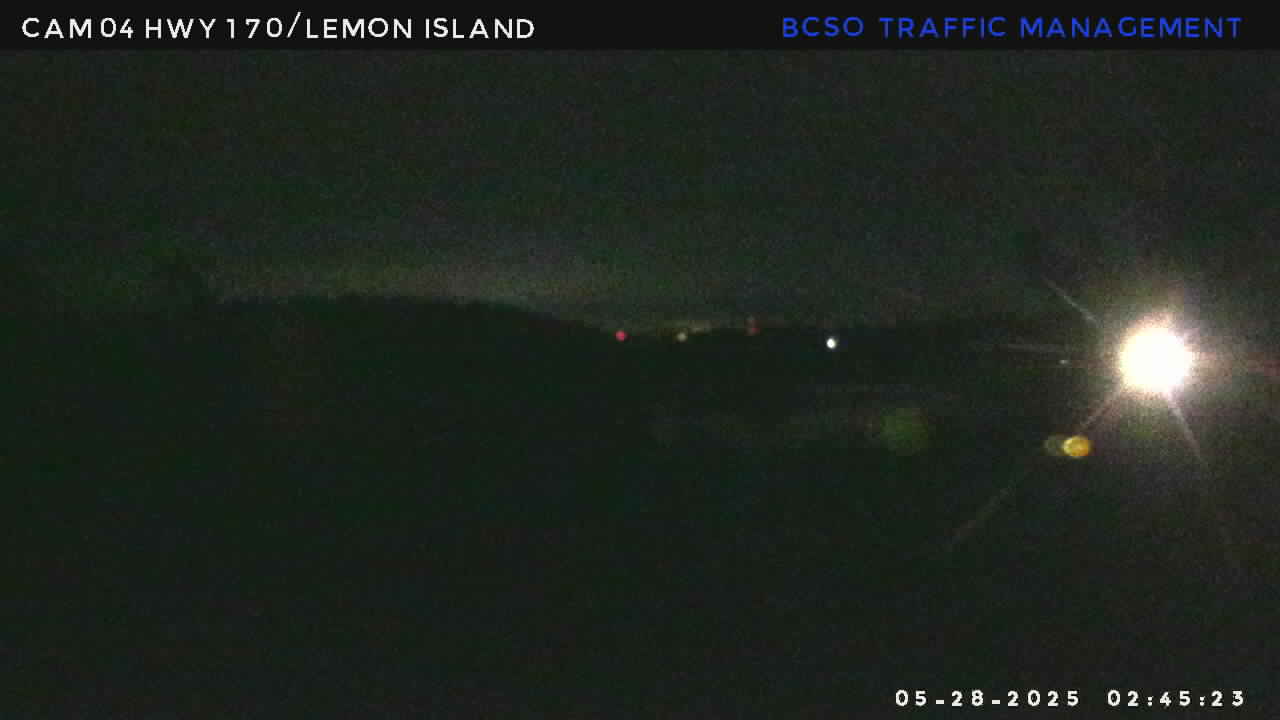 CAM04 HWY 170/LEMON ISLAND
BCSO TRAFFIC MANAGEMENT
05-28-2025 02:45:23